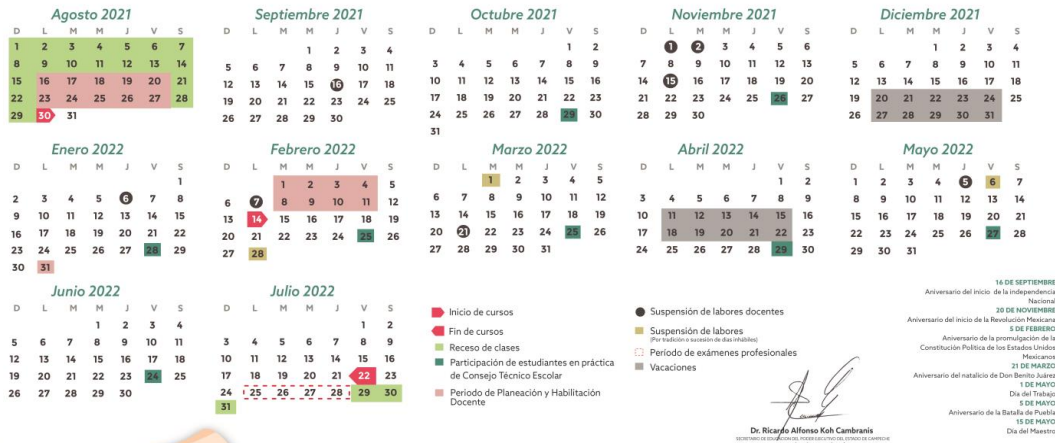 Agosto 2021
D L M M J V S
1 2 3 4 5 6 7
8 9 10 11 12 13 14
15 16 17 18 19 20 21
22 23 24 25 26 27 28
29 30 31
Septiembre 2021
D L M M J V S
1 2 3 4
5 6 7 8 9 10 11
12 13 14 15 16 17 18
19 20 21 22 23 24 25
26 27 28 29 30
Octubre 2021
D L M M J V S
1 2
3 4 5 6 7 8 9
10 11 12 13 14 15 16
17 18 19 20 21 22 23
24 25 26 27 28 29 30
31
Noviembre 2021
D L M M J V S
1 2 3 4 5 6
7 8 9 10 11 12 13
14 15 16 17 18 19 20
21 22 23 24 25 26 27
28 29 30
Diciembre 2021
D L M M J V S
1 2 3 4
5 6 7 8 9 10 11
12 13 14 15 16 17 18
19 20 21 22 23 24 25
26 27 28 29 30 31
Enero 2022
D L M M J V S
1
2 3 4 5 6 7 8
9 10 11 12 13 14 15
16 17 18 19 20 21 22
23 24 25 26 27 28 29
30 31
Febrero 2022
D L M M J V S
1 2 3 4 5
6 7 8 9 10 11 12
13 14 15 16 17 18 19
20 21 22 23 24 25 26
27 28
Marzo 2022
D L M M J V S
1 2 3 4 5
6 7 8 9 10 11 12
13 14 15 16 17 18 19
20 21 22 23 24 25 26
27 28 29 30 31
Abril 2022
D L M M J V S
1 2
3 4 5 6 7 8 9
10 11 12 13 14 15 16
17 18 19 20 21 22 23
24 25 26 27 28 29 30
Mayo 2022
D L M M J V S
1 2 3 4 5 6 7
8 9 10 11 12 13 14
15 16 17 18 19 20 21
22 23 24 25 26 27 28
29 30 31
Junio 2022
D L M M J V S
1 2 3 4
5 6 7 8 9 10 11
12 13 14 15 16 17 18
19 20 21 22 23 24 25
26 27 28 29 30
Julio 2022
D L M M J V S
1 2
3 4 5 6 7 8 9
10 11 12 13 14 15 16
17 18 19 20 21 22 23
24 25 26 27 28 29 30
31
Inicio de cursos
Fin de cursos
Receso de clases
Participación de estudiantes en práctica
de Consejo Técnico Escolar
Periodo de Planeación y Habilitación
Docente
Suspensión de labores docentes
Suspensión de labores
(Por tradición o sucesión de días inhábiles)
Período de exámenes profesionales
Vacaciones
Dr. Ricardo Alfonso Koh Cambranis
SECRETARIO DE EDUCACIÓN DEL PODER EJECUTIVO DEL ESTADO DE CAMPECHE
16 DE SEPTIEMBRE
Aniversario del inicio de la independencia
Nacional
20 DE NOVIEMBRE
Aniversario del inicio de la Revolución Mexicana
5 DE FEBRERO
Aniversario de la promulgación de la
Constitución Política de los Estados Unidos
Mexicanos
21 DE MARZO
Aniversario del natalicio de Don Benito Juárez
1 DE MAYO
Día del Trabajo
5 DE MAYO
Aniversario de la Batalla de Puebla
15 DE MAYO
Día del Maestro